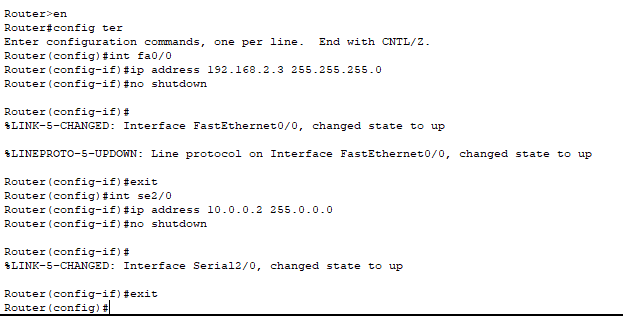 Router>en
Router#config ter
Enter configuration commands, one per line.  End with CNTL/Z.
Router(config)#int fa0/0
Router(config-if)#ip address 192.168.2.3 255.255.255.0
Router(config-if)#no shutdown
Router(config-if)#
%LINK-5-CHANGED: Interface FastEthernet0/0, changed state to up
%LINEPROTO-5-UPDOWN: Line protocol on Interface FastEthernet0/0, changed state to up
Router(config-if)#exit
Router(config)#int se2/0
Router(config-if)#ip address 10.0.0.2 255.0.0.0
Router(config-if)#no shutdown
Router(config-if)#
%LINK-5-CHANGED: Interface Serial2/0, changed state to up
Router(config-if)#exit
Router(config)#